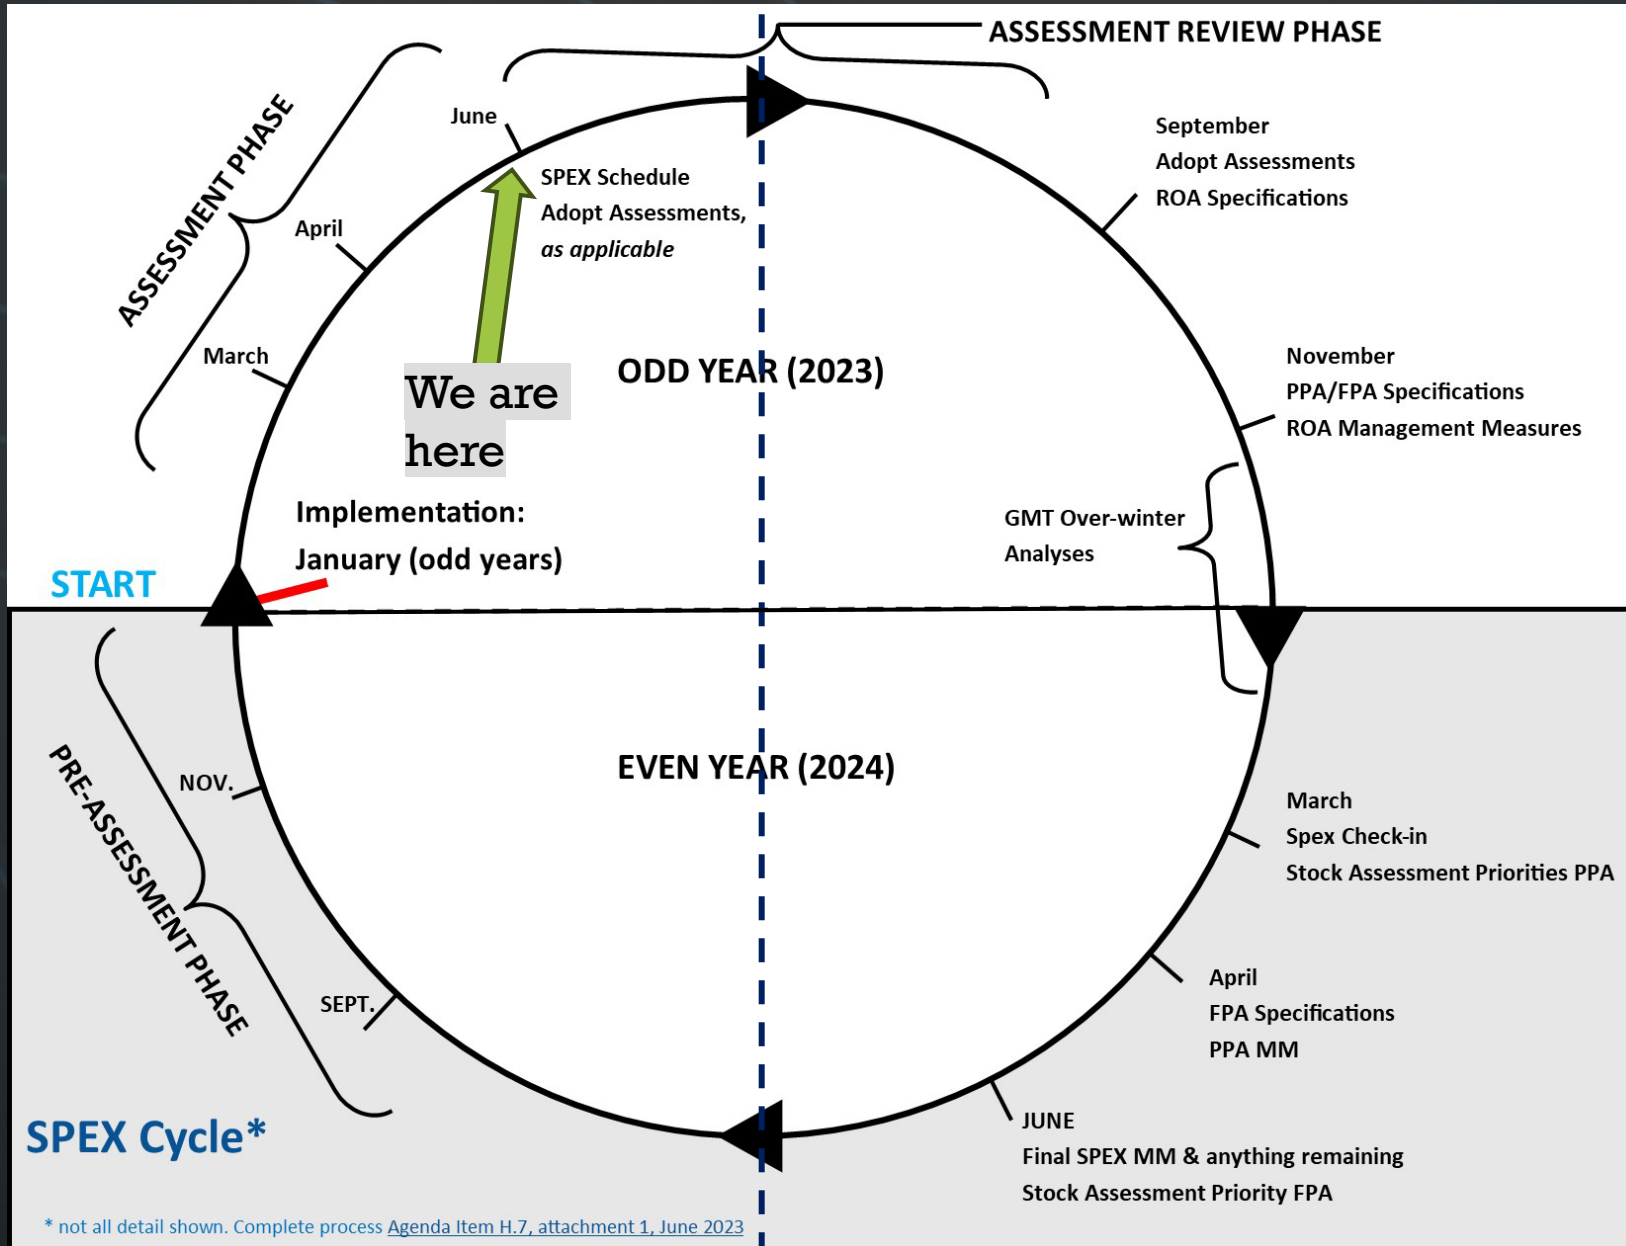 ASSESSMENT REVIEW PHASE
ASSESSMENT PHASE
June
SPEX Schedule
Adopt Assessments,
as applicable
April
March
We are
here
ODD YEAR (2023)
September
Adopt Assessments
ROA Specifications
November
PPA/FPA Specifications
ROA Management Measures
GMT Over-winter
Analyses
Implementation:
January (odd years)
START
EVEN YEAR (2024)
PRE-ASSESSMENT PHASE
NOV.
SEPT.
March
Spex Check-in
Stock Assessment Priorities PPA
April
FPA Specifications
PPA MM
JUNE
Final SPEX MM & anything remaining
Stock Assessment Priority FPA
SPEX Cycle*
* not all detail shown. Complete process Agenda Item H.7, attachment 1, June 2023